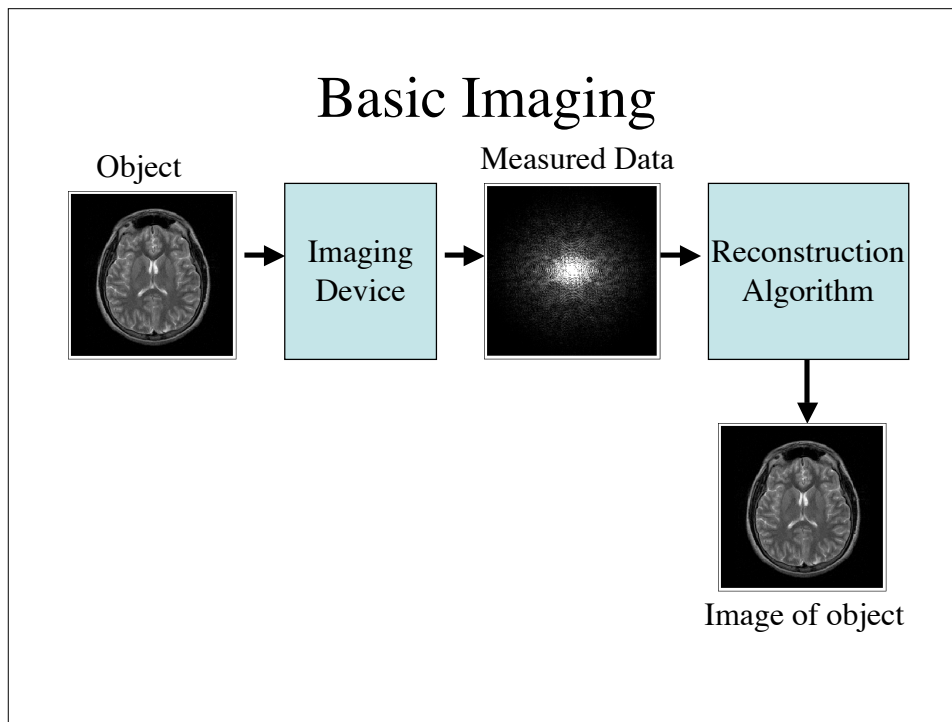 Basic Imaging
Object
Measured Data
Imaging
Device
Reconstruction
Algorithm
Image of object